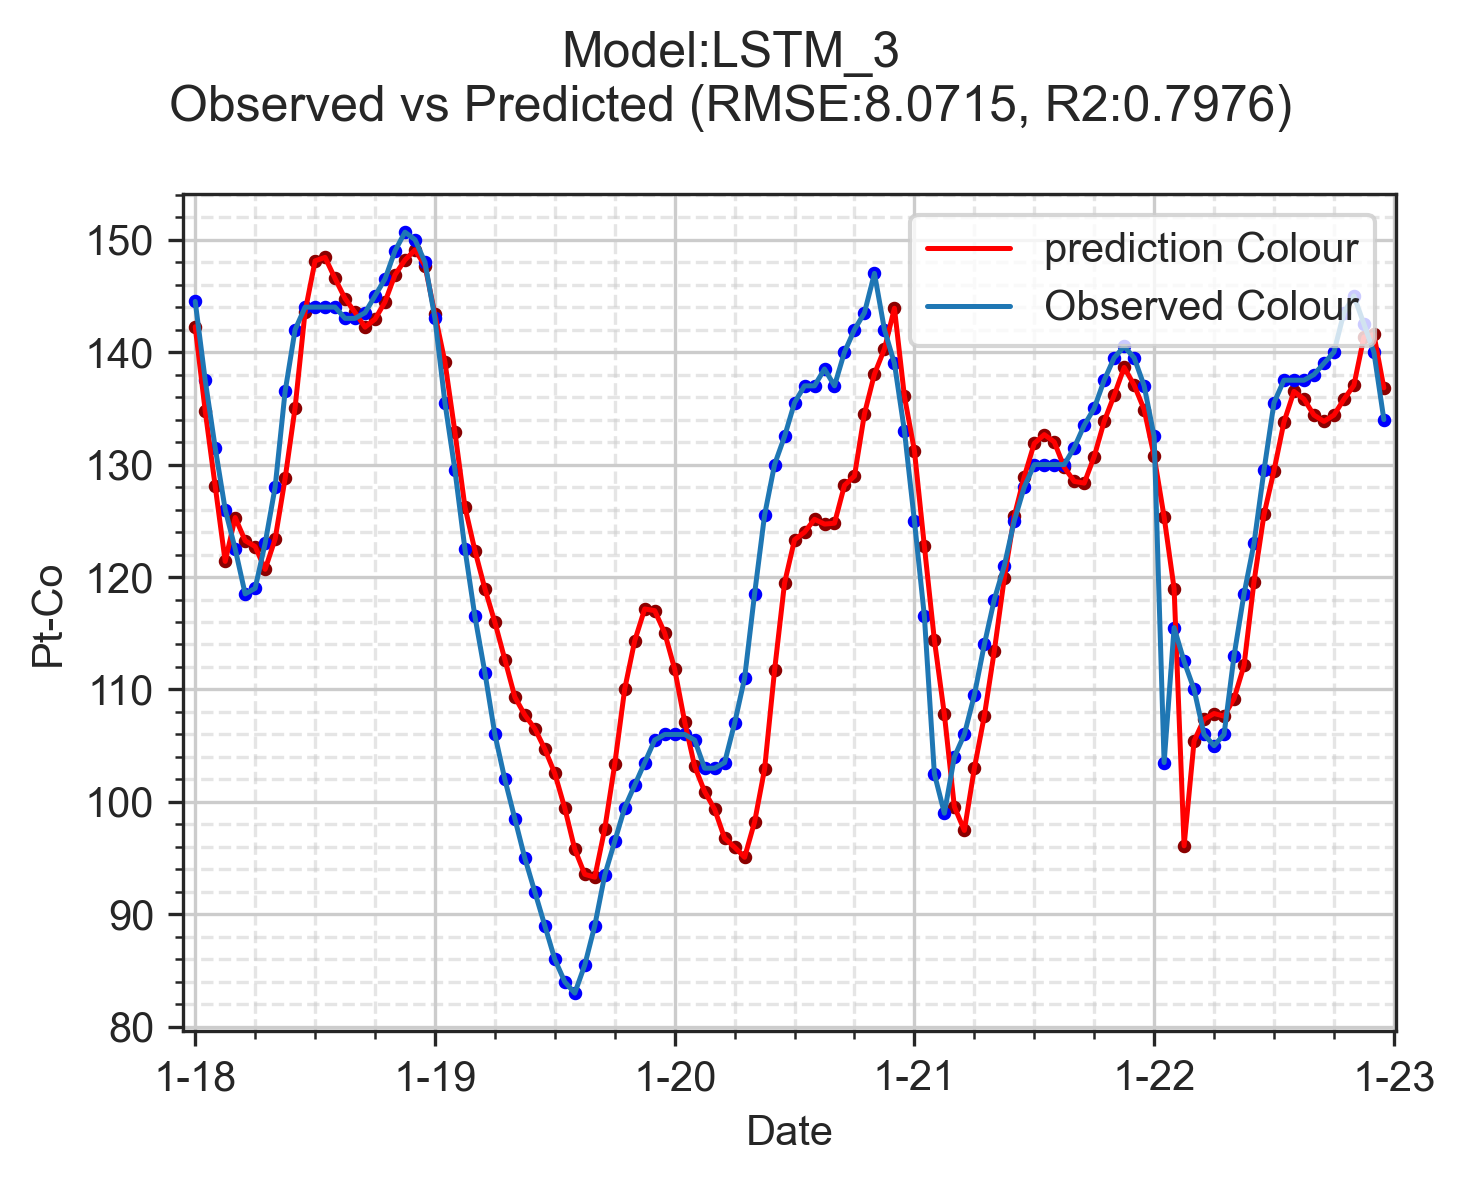 Model:LSTM_3
Observed vs Predicted (RMSE:8.0715, R2:0.7976)
prediction Colour
Observed Colour
Pt-Co
150
140
130
120
110
100
90
80
1-18
1-19
1-20
1-21
1-22
1-23
Date